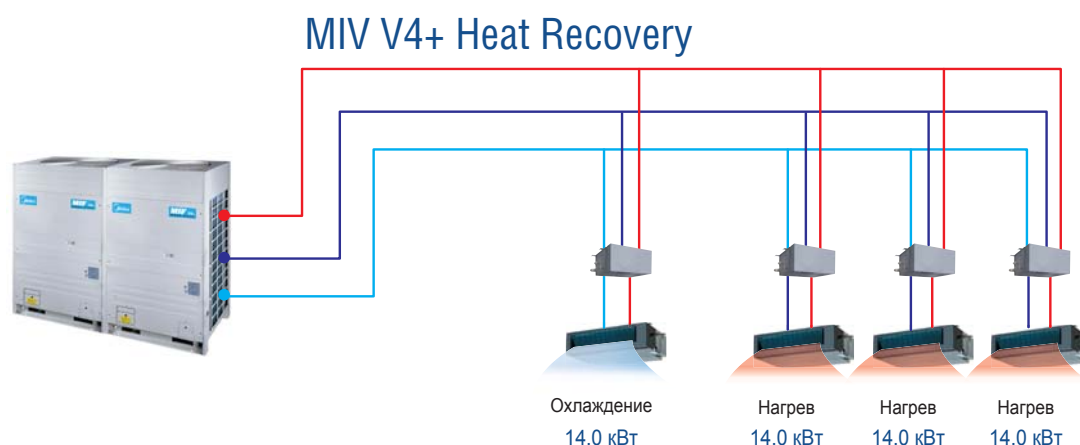 MIV V4+ Heat Recovery
Охлаждение
Нагрев
Нагрев
Нагрев
14.0 кВт
14.0 кВт
14.0 кВт
14.0 кВт